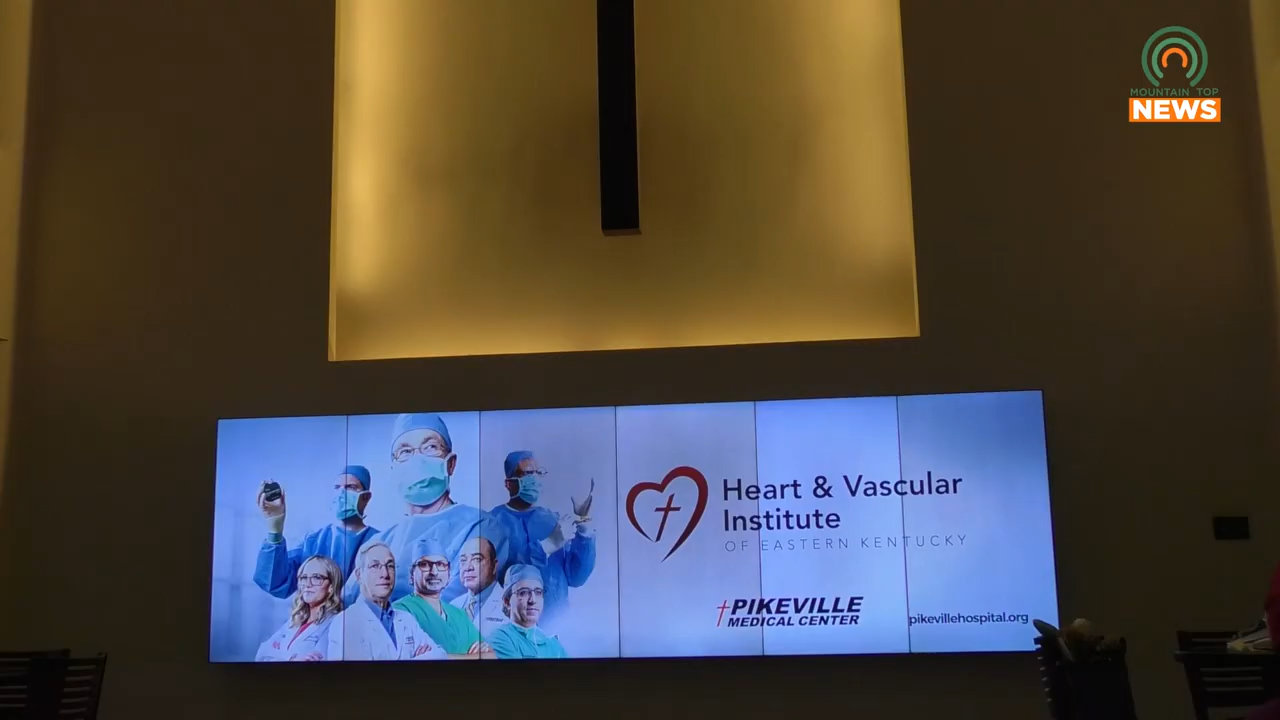 MOUNTAIN TOP
NEWS
Heart & Vascular
Institute
OF EASTERN KENTUCKY
PIKEVILLE
MEDICAL CENTER
pikevillehospital.org